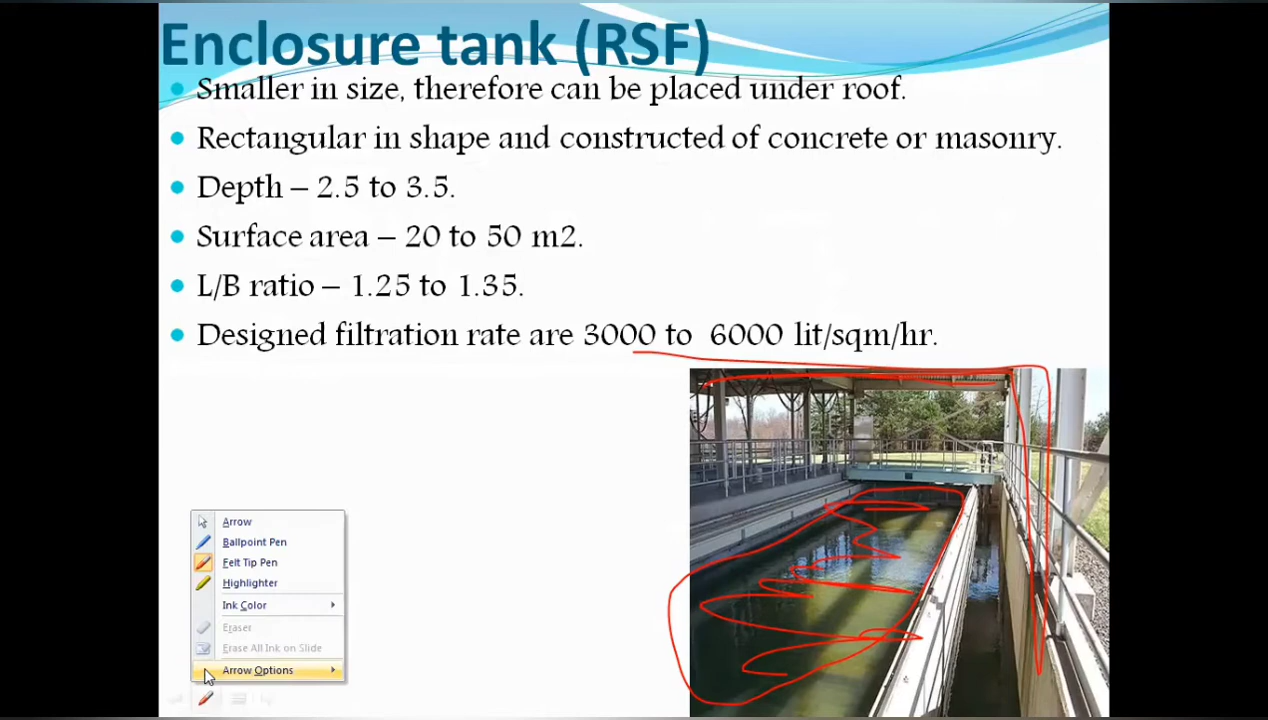 Enclosure tank (RSF)
Smaller in size, therefore can be placed under roof.
Rectangular in shape and constructed of concrete or masonry.
Depth – 2.5 to 3.5.
Surface area – 20 to 50 m2.
L/B ratio – 1.25 to 1.35.
Designed filtration rate are 3000 to 6000 lit/sqm/hr.
Arrow
Ballpoint Pen
Felt Tip Pen
Highlighter
Ink Color
Eraser
Erase All Ink on Slide
Arrow Options